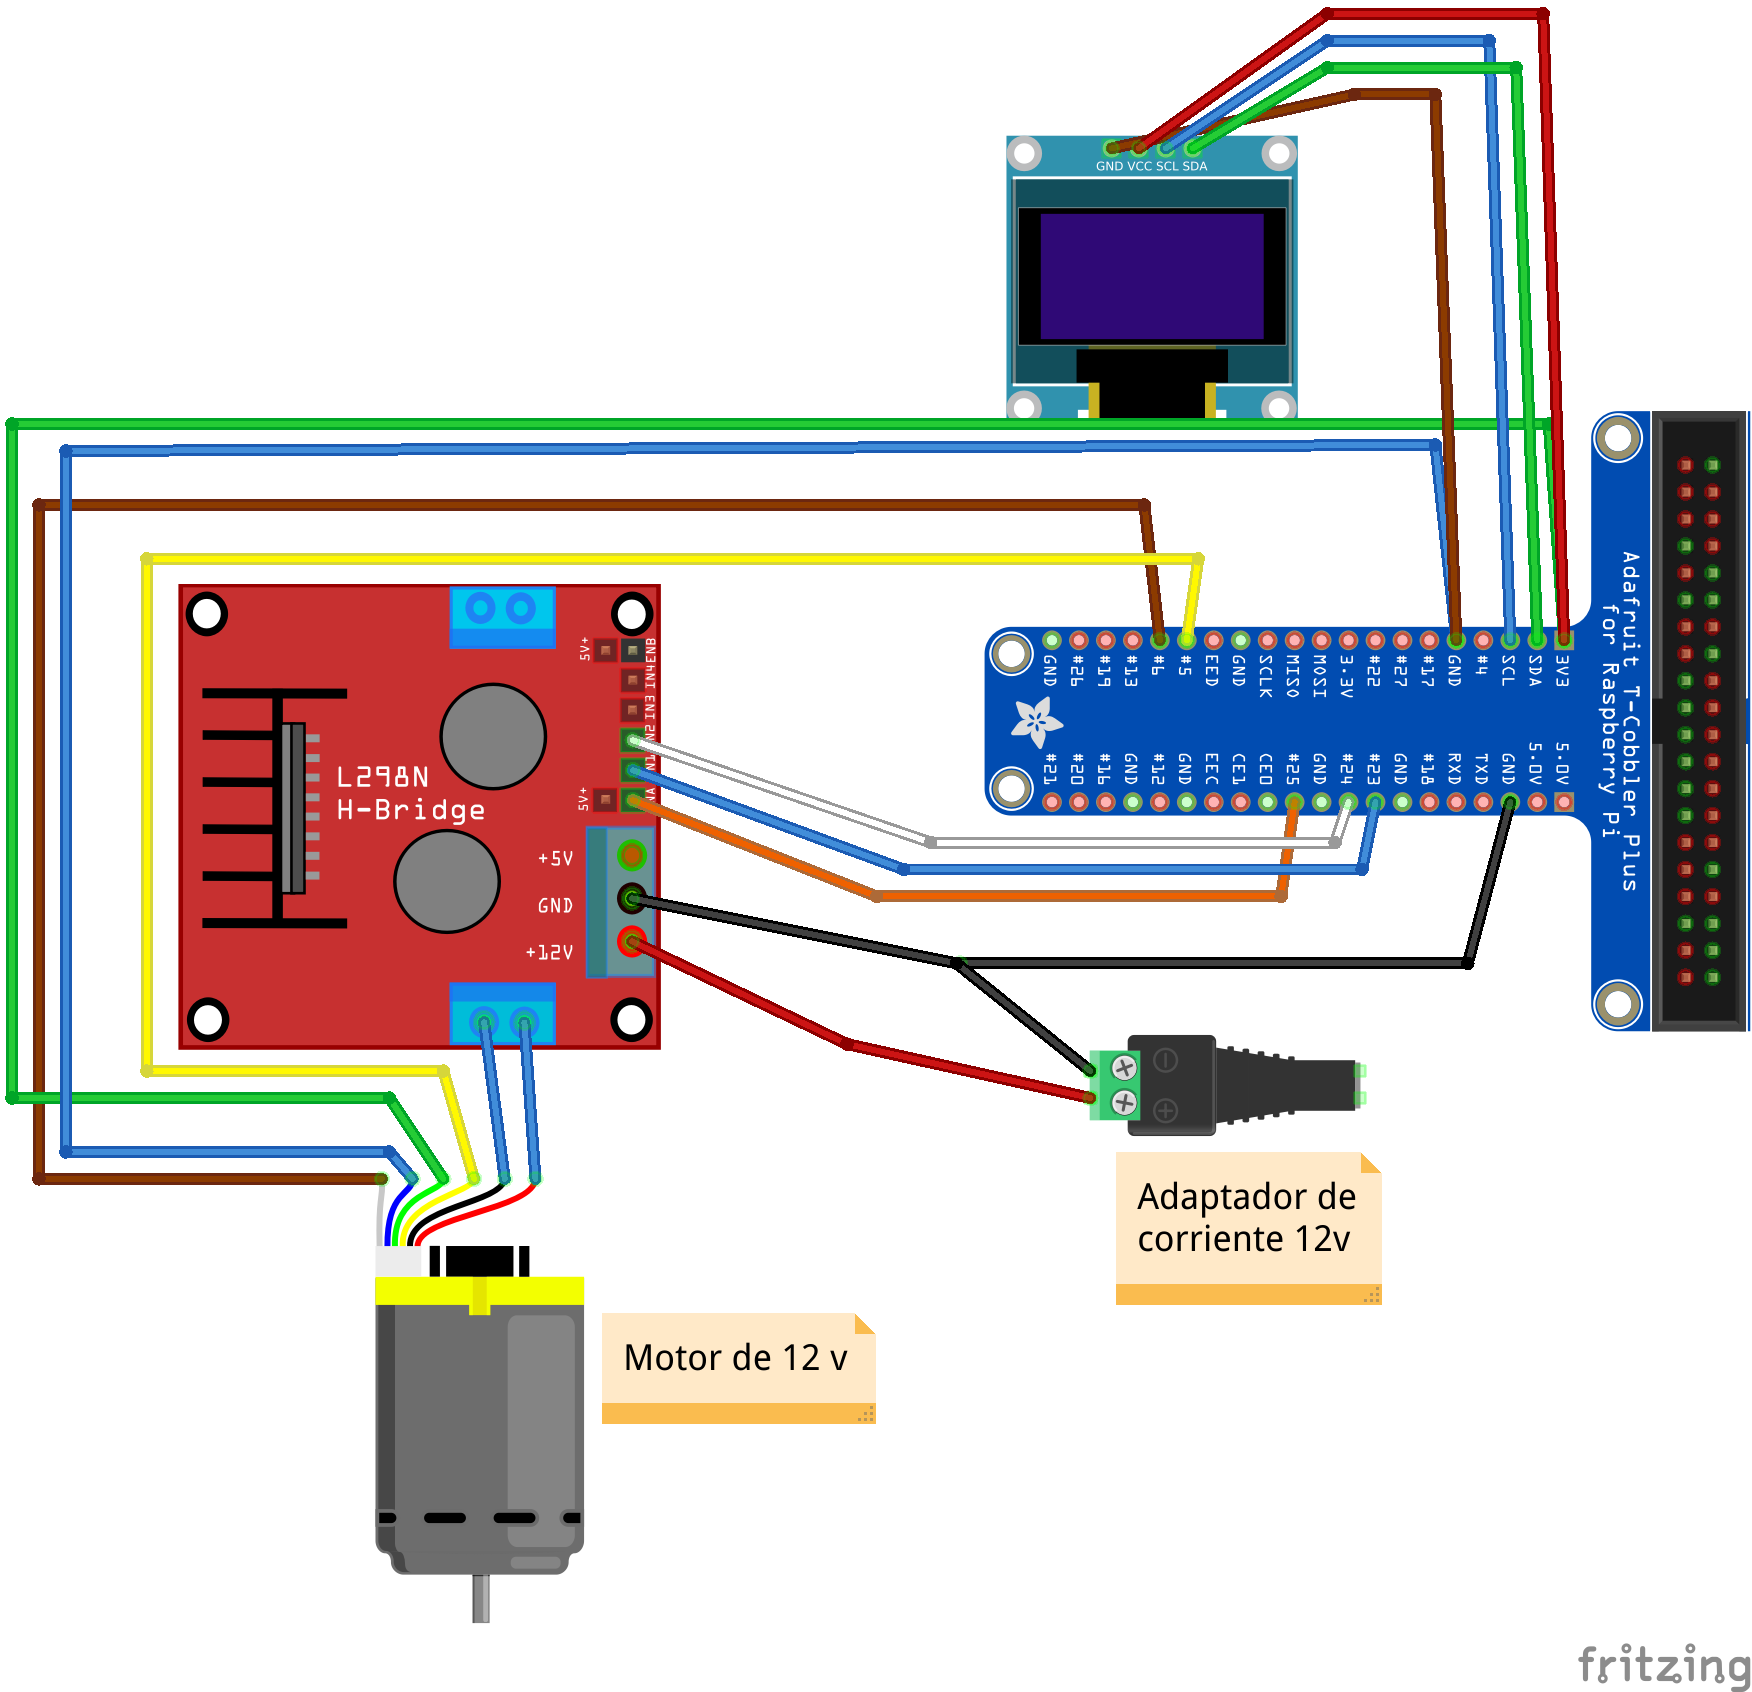 GND VCC SCL SDA
5V+
ENB
IN4
IN3
IN2
IN1
5V+
NA
L298N
H-Bridge
+5V
GND
+12V
GND
#26
#19
#13
#6
#5
EED
GND
SCLK
MISO
MOSI
3.3V
#22
#27
#17
GND
#4
SCL
SDA
3V3
#21
#20
#16
GND
#12
GND
EEC
CE1
CE0
#25
GND
#24
#23
GND
#18
RXD
TXD
GND
5.0V
5.0V
Adafruit T-Cobbler Plus
for Raspberry Pi
Adaptador de
corriente 12v
Motor de 12 v
fritzing